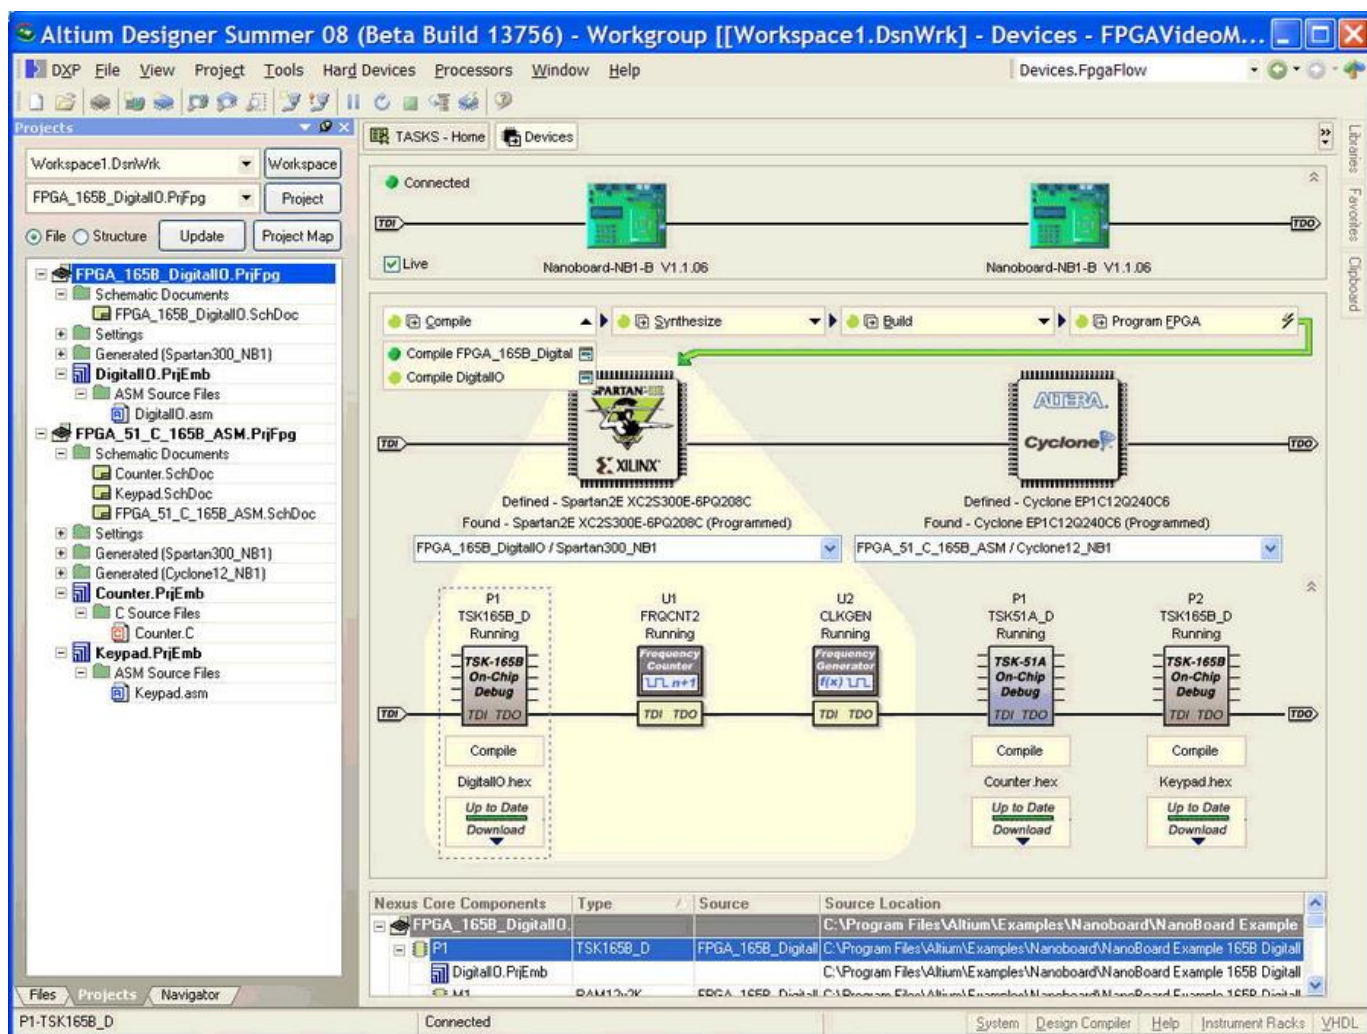 Altium Designer Summer 08 (Beta Build 13756) - Workgroup [[Workspace1.DsnWrk] - Devices - FPGAVideoM...
DXP File View Project Tools Hard Devices Processors Window Help Devices.FpgaFlow
Projects
TASKS - Home Devices
Workspace1.DsnWrk Workspace
FPGA_165B_DigitalIO.PrjFpg Project
File Structure Update Project Map
FPGA_165B_DigitalIO.PrjFpg
Schematic Documents
FPGA_165B_DigitalIO.SchDoc
Settings
Generated (Spartan300_NB1)
DigitalIO.PrjEmb
ASM Source Files
DigitalIO.asm
FPGA_51_C_165B_ASM.PrjFpg
Schematic Documents
Counter.SchDoc
Keypad.SchDoc
FPGA_51_C_165B_ASM.SchDoc
Settings
Generated (Spartan300_NB1)
Generated (Cyclone12_NB1)
Counter.PrjEmb
C Source Files
Counter.C
Keypad.PrjEmb
ASM Source Files
Keypad.asm
Files Projects Navigator
Connected
TDI TDO
Live Nanoboard-NB1-B V1.1.06 Nanoboard-NB1-B V1.1.06
Compile Synthesize Build Program FPGA
Compile FPGA_165B_Digital
Compile DigitalIO
SPARTAN-IIE ALTERA.
TDI Cyclone TDO
XILINX
Defined - Spartan2E XC2S300E-6PQ208C Defined - Cyclone EP1C12Q240C6
Found - Spartan2E XC2S300E-6PQ208C (Programmed) Found - Cyclone EP1C12Q240C6 (Programmed)
FPGA_165B_DigitalIO / Spartan300_NB1 FPGA_51_C_165B_ASM / Cyclone12_NB1
P1 U1 U2 P1 P2
TSK165B_D FRQCNT2 CLKGEN TSK51A_D TSK165B_D
Running Running Running Running Running
TSK-165B On-Chip Debug
Frequency Counter n+1
Frequency Generator f(x)
TSK-51A On-Chip Debug
TSK-165B On-Chip Debug
TDI TDI TDO TDI TDO TDI TDO TDI TDO TDI TDO TDO
Compile Compile Compile
DigitalIO.hex Counter.hex Keypad.hex
Up to Date Up to Date Up to Date
Download Download Download
Nexus Core Components Type Source Source Location
FPGA_165B_DigitalIO. C:\Program Files\Altium\Examples\Nanoboard\NanoBoard Example
P1 TSK165B_D FPGA_165B_Digitall C:\Program Files\Altium\Examples\Nanoboard\NanoBoard Example 165B Digitall
DigitalIO.PrjEmb C:\Program Files\Altium\Examples\Nanoboard\NanoBoard Example 165B Digitall
Libraries
Favorites
Clipboard
P1-TSK165B_D Connected System Design Compiler Help Instrument Racks VHDL